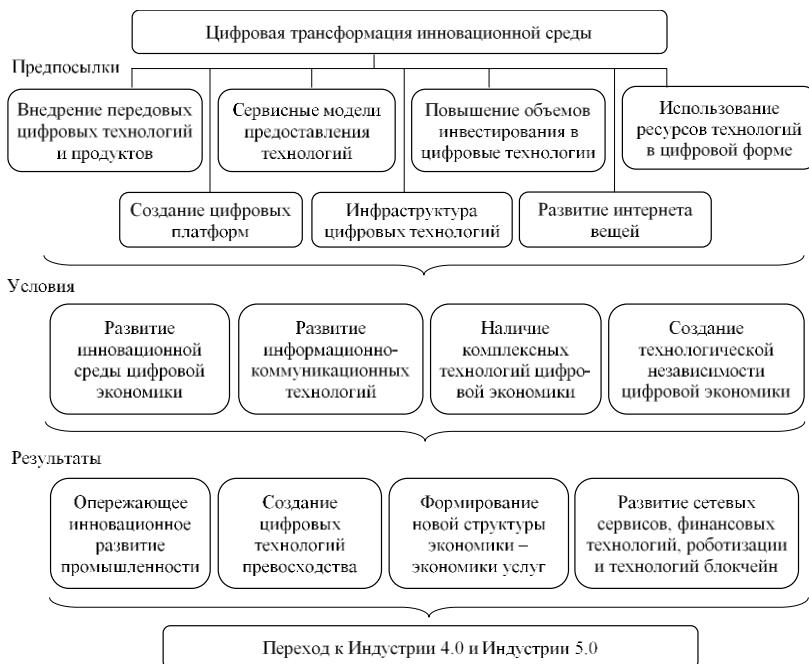 Цифровая трансформация инновационной среды
Предпосылки
Внедрение передовых
цифровых технологий
и продуктов
Сервисные модели
предоставления
технологий
Повышение объемов
инвестирования в
цифровые технологии
Использование
ресурсов технологий
в цифровой форме
Создание цифровых
платформ
Инфраструктура
цифровых технологий
Развитие интернета
вещей
Условия
Развитие
инновационной
среды цифровой
экономики
Развитие
информационно-
коммуникационных
технологий
Наличие
комплексных
технологий цифро-
вой экономики
Создание
технологической
независимости
цифровой экономики
Результаты
Опережающее
инновационное
развитие
промышленности
Создание
цифровых
технологий
превосходства
Формирование
новой структуры
экономики –
экономики услуг
Развитие сетевых
сервисов, финансовых
технологий, роботизации
и технологий блокчейн
Переход к Индустрии 4.0 и Индустрии 5.0